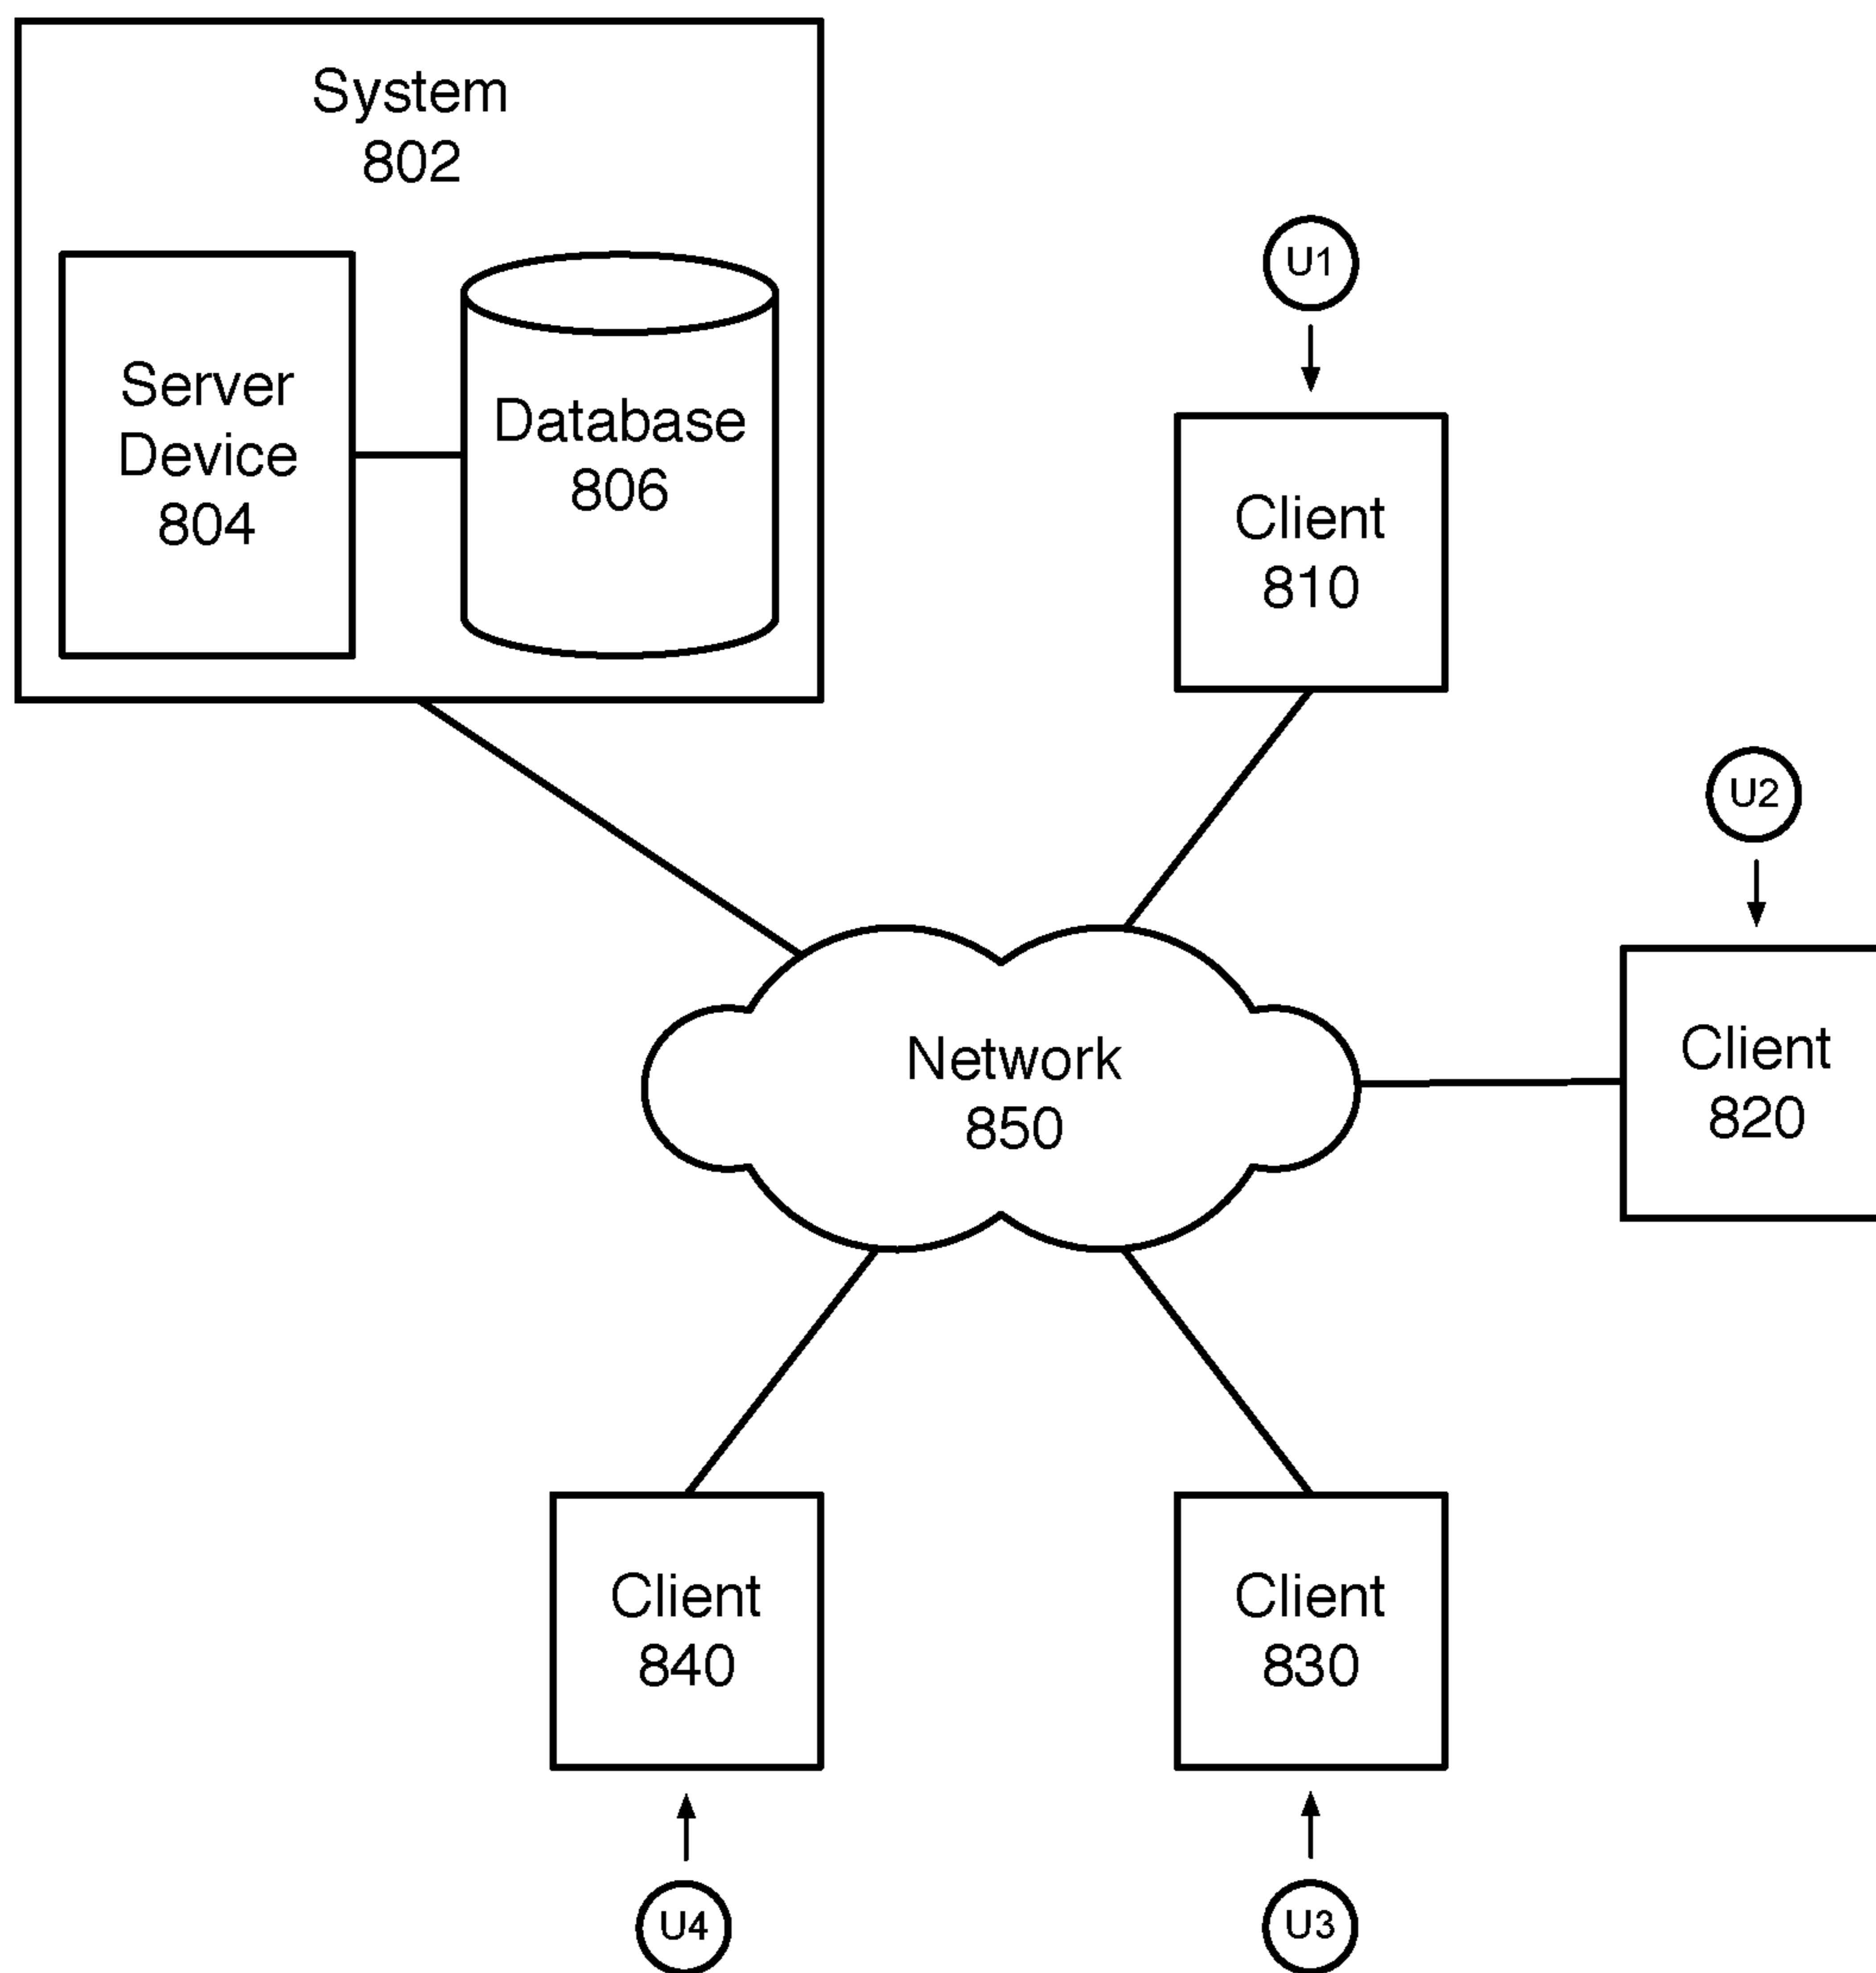 System
802
Server
Device
804
Database
806
U1
Client
810
U2
Client
820
Network
850
Client
840
Client
830
U4
U3